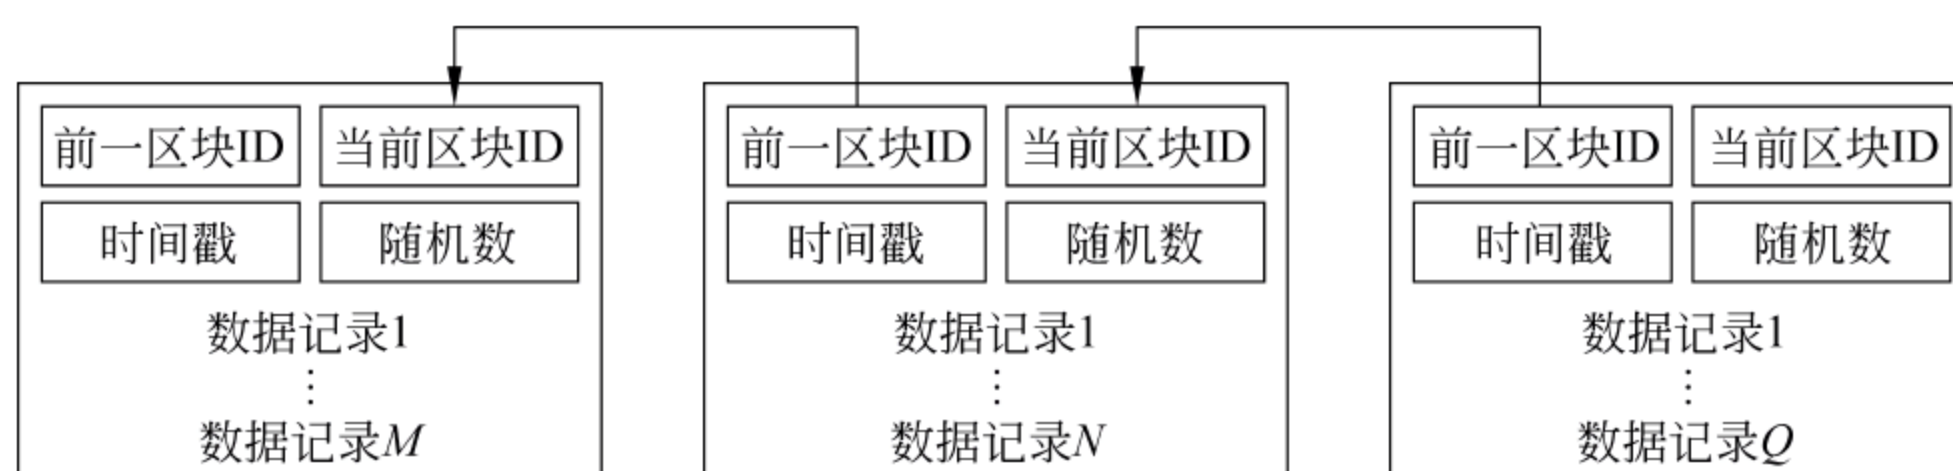 前一区块ID 当前区块ID 前一区块ID 当前区块ID 前一区块ID 当前区块ID
时间戳 随机数 时间戳 随机数 时间戳 随机数
数据记录1 数据记录1 数据记录1
⋮ ⋮ ⋮
数据记录M 数据记录N 数据记录Q